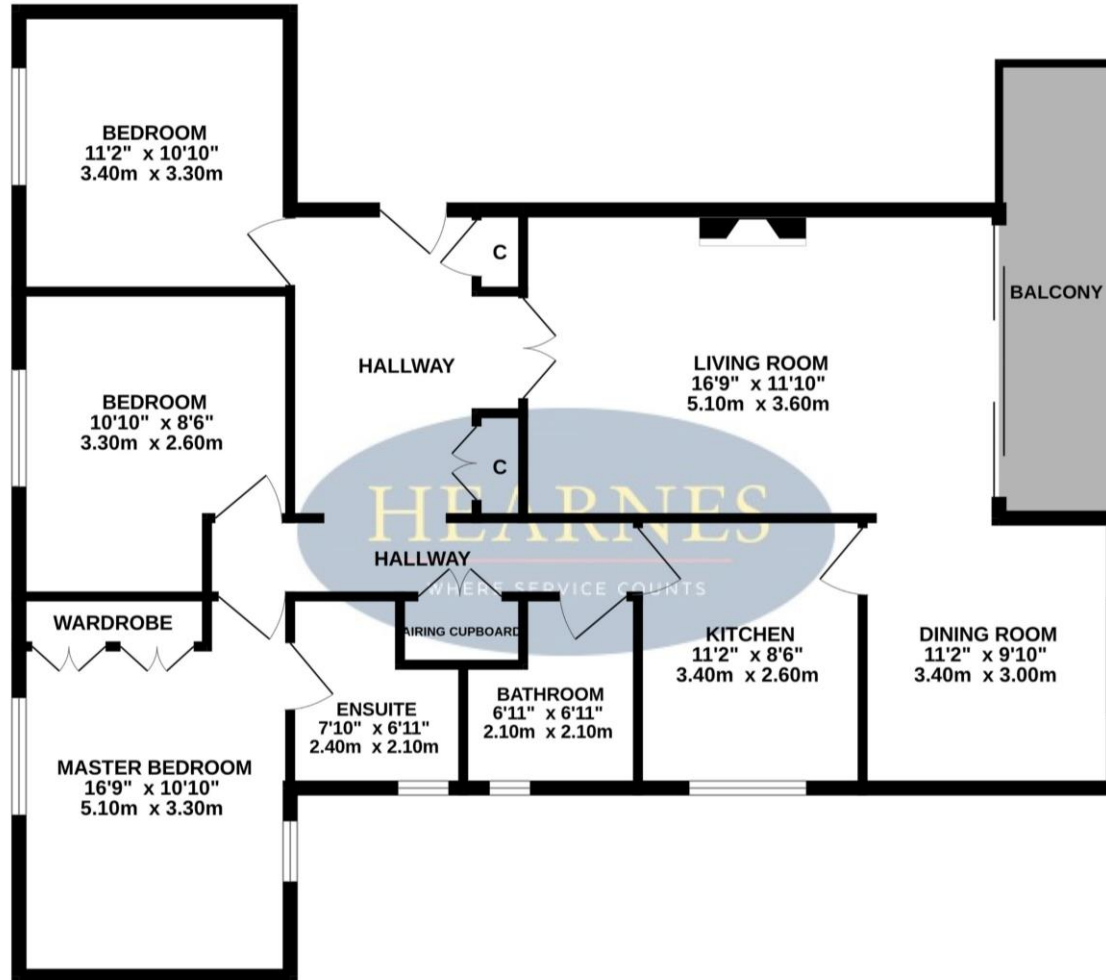 BEDROOM
11'2" x 10'10"
3.40m x 3.30m
C
BALCONY
HALLWAY
LIVING ROOM
16'9" x 11'10"
5.10m x 3.60m
BEDROOM
10'10" x 8'6"
3.30m x 2.60m
C
HEARNES
WHERE SERVICE COUNTS
HALLWAY
WARDROBE
AIRING CUPBOARD
KITCHEN
11'2" x 8'6"
3.40m x 2.60m
DINING ROOM
11'2" x 9'10"
3.40m x 3.00m
ENSUITE
7'10" x 6'11"
2.40m x 2.10m
BATHROOM
6'11" x 6'11"
2.10m x 2.10m
MASTER BEDROOM
16'9" x 10'10"
5.10m x 3.30m